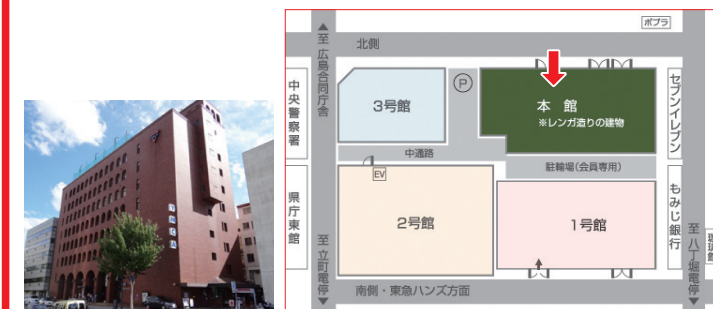 ポプラ
北側
▲至 広島合同庁舎
中央警察署
3号館
P
本 館
※レンガ造りの建物
セブンイレブン
中通路
駐輪場(会員専用)
EV
県庁東館
2号館
1号館
もみじ銀行
至 立町電停▼
至 八丁堀電停▼
南側・東急ハンズ方面